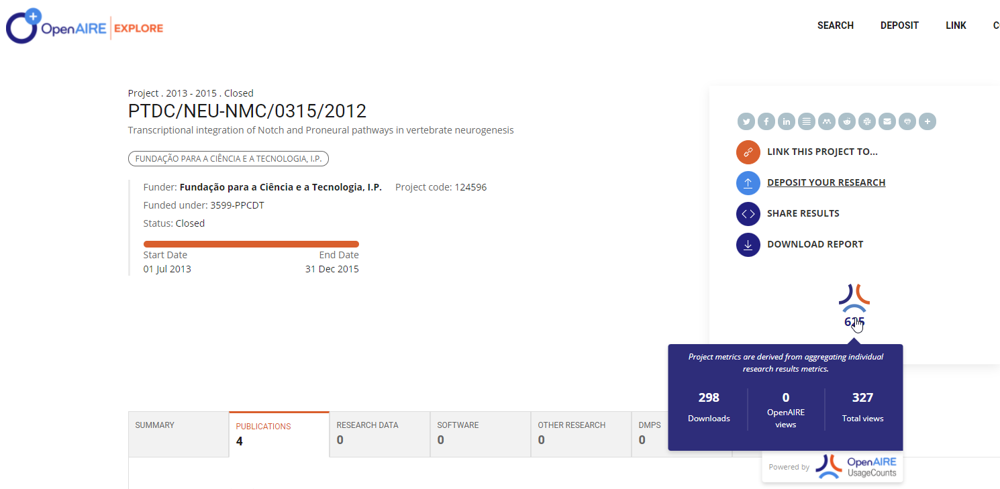 OpenAIRE | EXPLORE
SEARCH DEPOSIT LINK
Project . 2013 - 2015 . Closed
PTDC/NEU-NMC/0315/2012
Transcriptional integration of Notch and Proneural pathways in vertebrate neurogenesis
FUNDAÇÃO PARA A CIÊNCIA E A TECNOLOGIA, I.P.
Funder: Fundação para a Ciência e a Tecnologia, I.P. Project code: 124596
Funded under: 3599-PPCDT
Status: Closed
Start Date End Date
01 Jul 2013 31 Dec 2015
LINK THIS PROJECT TO...
DEPOSIT YOUR RESEARCH
SHARE RESULTS
DOWNLOAD REPORT
Project metrics are derived from aggregating individual
research results metrics.
298 0 327
Downloads OpenAIRE views Total views
SUMMARY PUBLICATIONS RESEARCH DATA SOFTWARE OTHER RESEARCH DMPS
4 0 0 0 0
Powered by OpenAIRE
UsageCounts